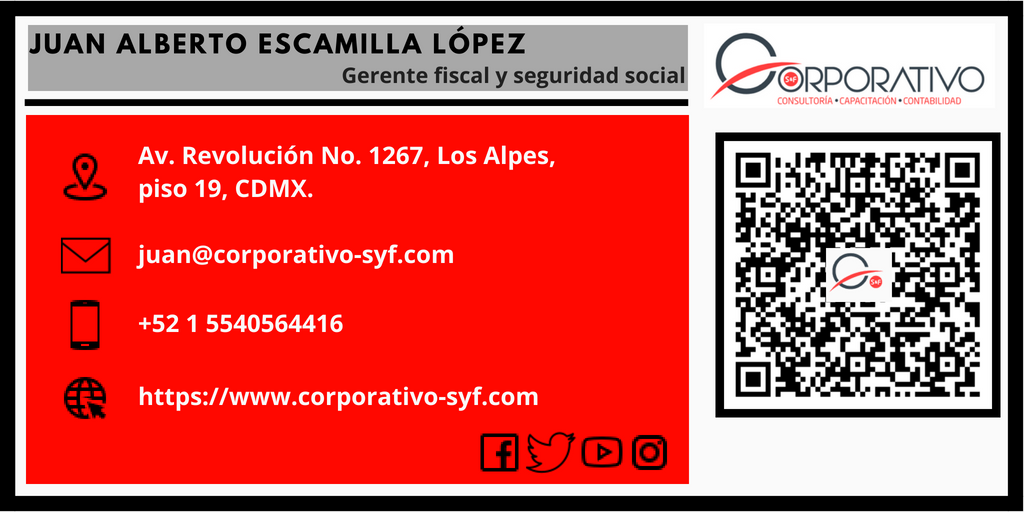 JUAN ALBERTO ESCAMILLA LÓPEZ
Gerente fiscal y seguridad social
Av. Revolución No. 1267, Los Alpes,
piso 19, CDMX.
juan@corporativo-syf.com
+52 1 5540564416
https://www.corporativo-syf.com
CORPORATIVO
S&F
CONSULTORÍA • CAPACITACIÓN • CONTABILIDAD
S&F